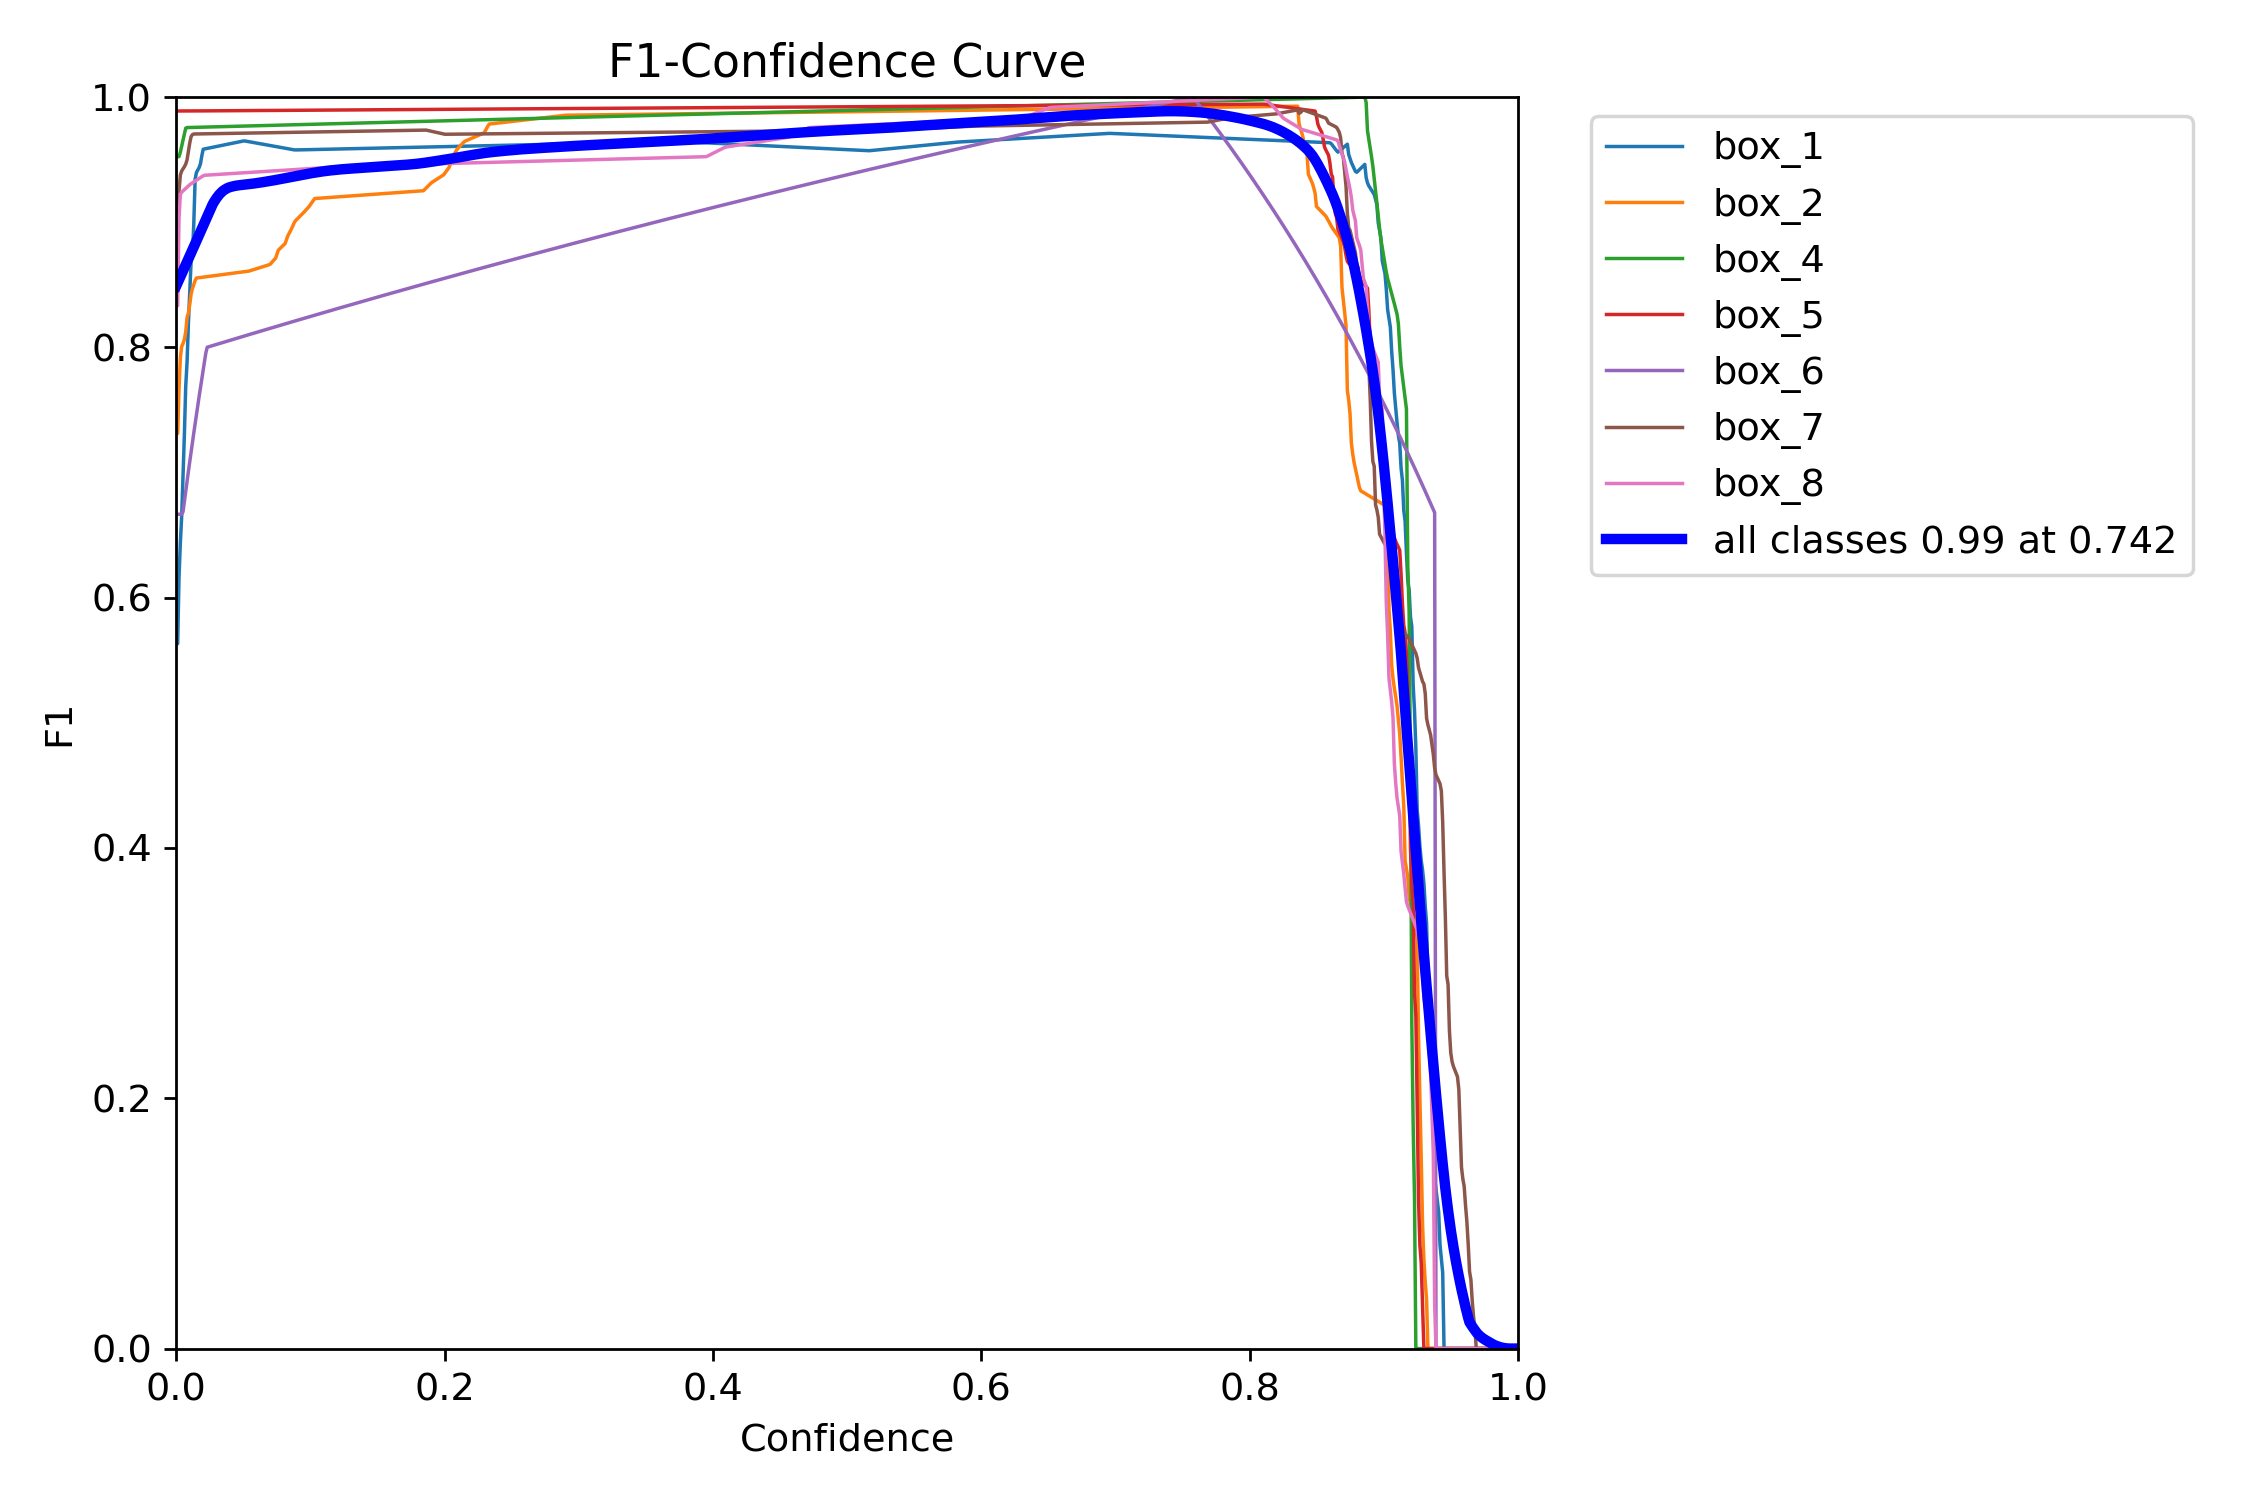 F1-Confidence Curve
1.0
0.8
0.6
0.4
0.2
0.0
F1
0.0 0.2 0.4 0.6 0.8 1.0
Confidence
box_1
box_2
box_4
box_5
box_6
box_7
box_8
all classes 0.99 at 0.742